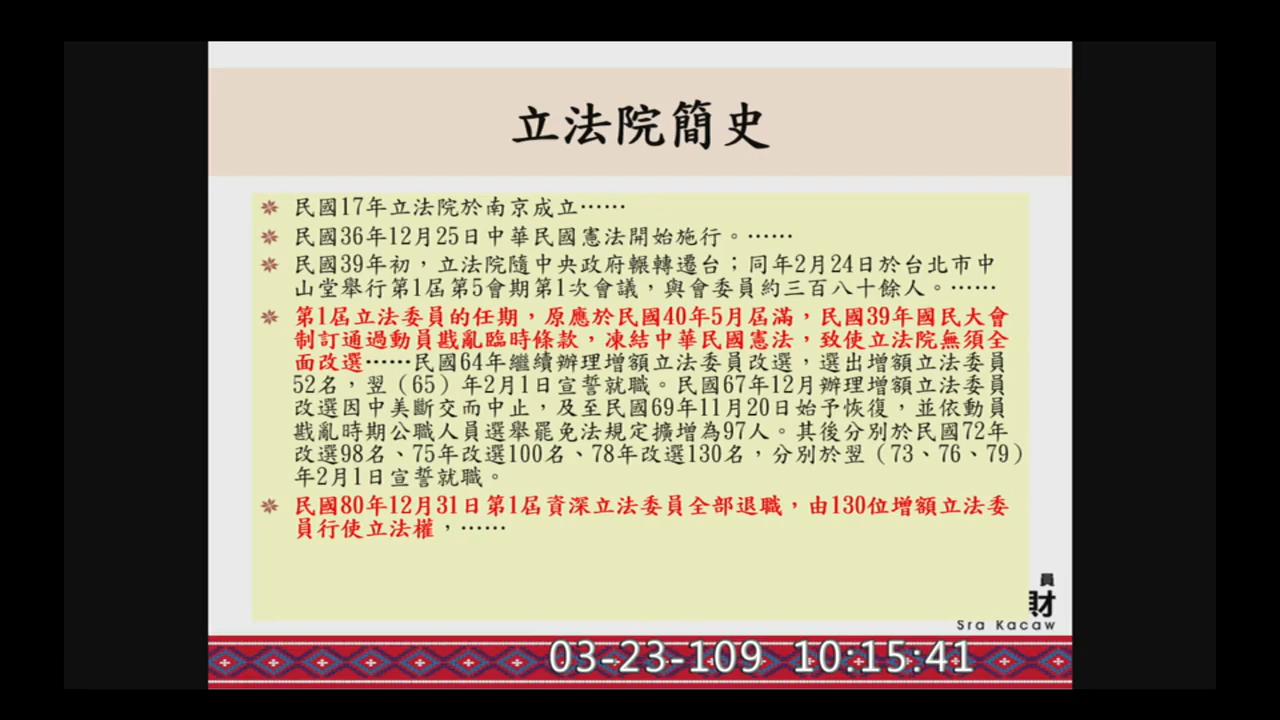 立法院簡史
民國17年立法院於南京成立……
民國36年12月25日中華民國憲法開始施行。……
民國39年初，立法院隨中央政府輾轉遷台；同年2月24日於台北市中
山堂舉行第1屆第5會期第1次會議，與會委員約三百八十餘人。……
第1屆立法委員的任期，原應於民國40年5月屆滿，民國39年國民大會
制訂通過動員戡亂臨時條款，凍結中華民國憲法，致使立法院無須全
面改選……民國64年繼續辦理增額立法委員改選，選出增額立法委員
52名，翌（65）年2月1日宣誓就職。民國67年12月辦理增額立法委員
改選因中美斷交而中止，及至民國69年11月20日始予恢復，並依動員
戡亂時期公職人員選舉罷免法規定擴增為97人。其後分別於民國72年
改選98名、75年改選100名、78年改選130名，分別於翌（73、76、79）
年2月1日宣誓就職。
民國80年12月31日第1屆資深立法委員全部退職，由130位增額立法委
員行使立法權，……
員
財
Sra Kacaw
03-23-109 10:15:41